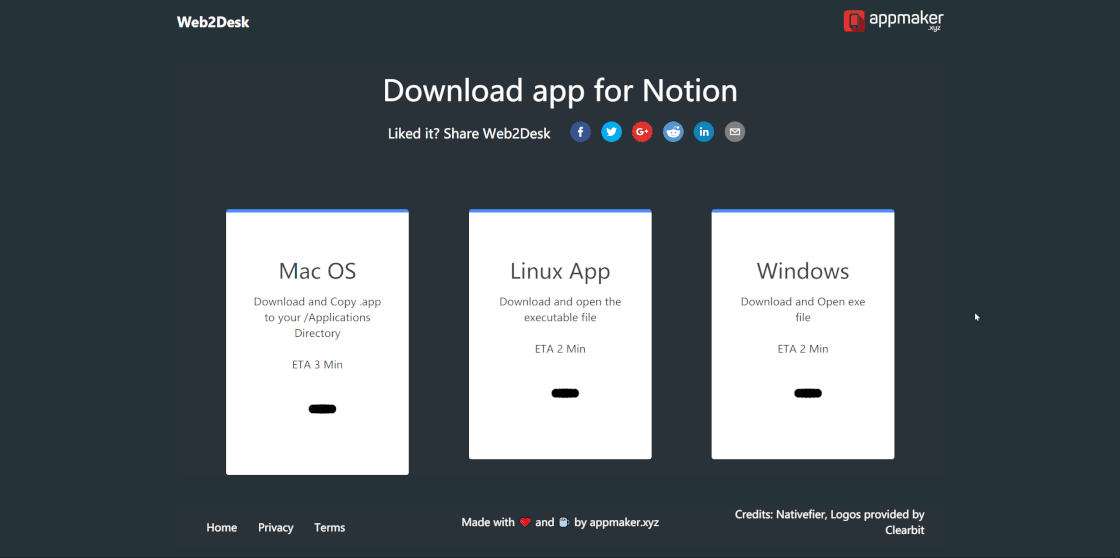 Web2Desk
appmaker
.xyz
Download app for Notion
Liked it? Share Web2Desk
f
G+
in
Mac OS
Download and Copy .app
to your /Applications
Directory
ETA 3 Min
Linux App
Download and open the
executable file
ETA 2 Min
Windows
Download and Open exe
file
ETA 2 Min
Home Privacy Terms
Made with ❤️ and ☕ by appmaker.xyz
Credits: Nativefier, Logos provided by
Clearbit